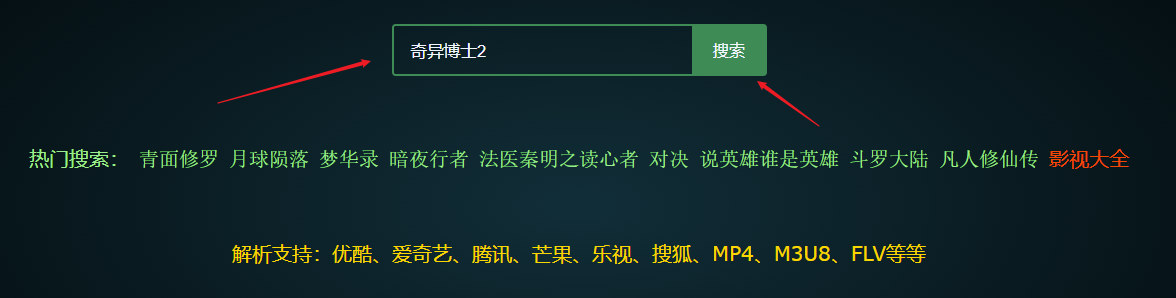 奇异博士2 搜索
热门搜索： 青面修罗 月球陨落 梦华录 暗夜行者 法医秦明之读心者 对决 说英雄谁是英雄 斗罗大陆 凡人修仙传 影视大全
解析支持：优酷、爱奇艺、腾讯、芒果、乐视、搜狐、MP4、M3U8、FLV等等